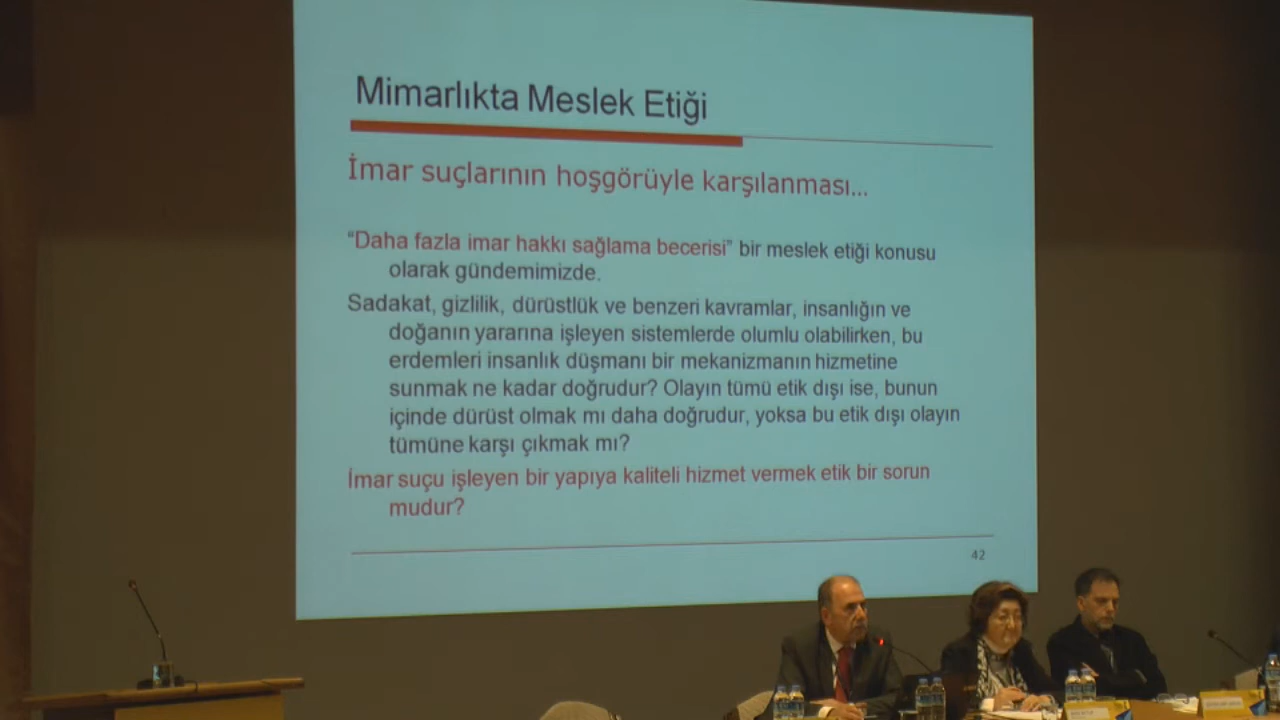 Mimarlıkta Meslek Etiği
İmar suçlarının hoşgörüyle karşılanması...
“Daha fazla imar hakkı sağlama becerisi” bir meslek etiği konusu
olarak gündemimizde.
Sadakat, gizlilik, dürüstlük ve benzeri kavramlar, insanlığın ve
doğanın yararına işleyen sistemlerde olumlu olabilirken, bu
erdemleri insanlık düşmanı bir mekanizmanın hizmetine
sunmak ne kadar doğrudur? Olayın tümü etik dışı ise, bunun
içinde dürüst olmak mı daha doğrudur, yoksa bu etik dışı olayın
tümüne karşı çıkmak mı?
İmar suçu işleyen bir yapıya kaliteli hizmet vermek etik bir sorun
mudur?
42